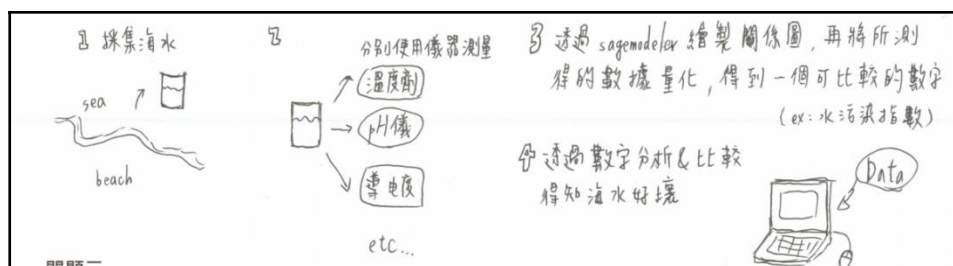 1 採集海水
sea
beach
2
分別使用儀器測量
溫度劑
pH儀
導电度
etc...
3 透過 sagemodeler 繪製關係圖,再將所測
得的數據量化,得到一個可比較的數字
(ex:水污染指數)
4 透過數字分析&比較
得知海水好壞
Data